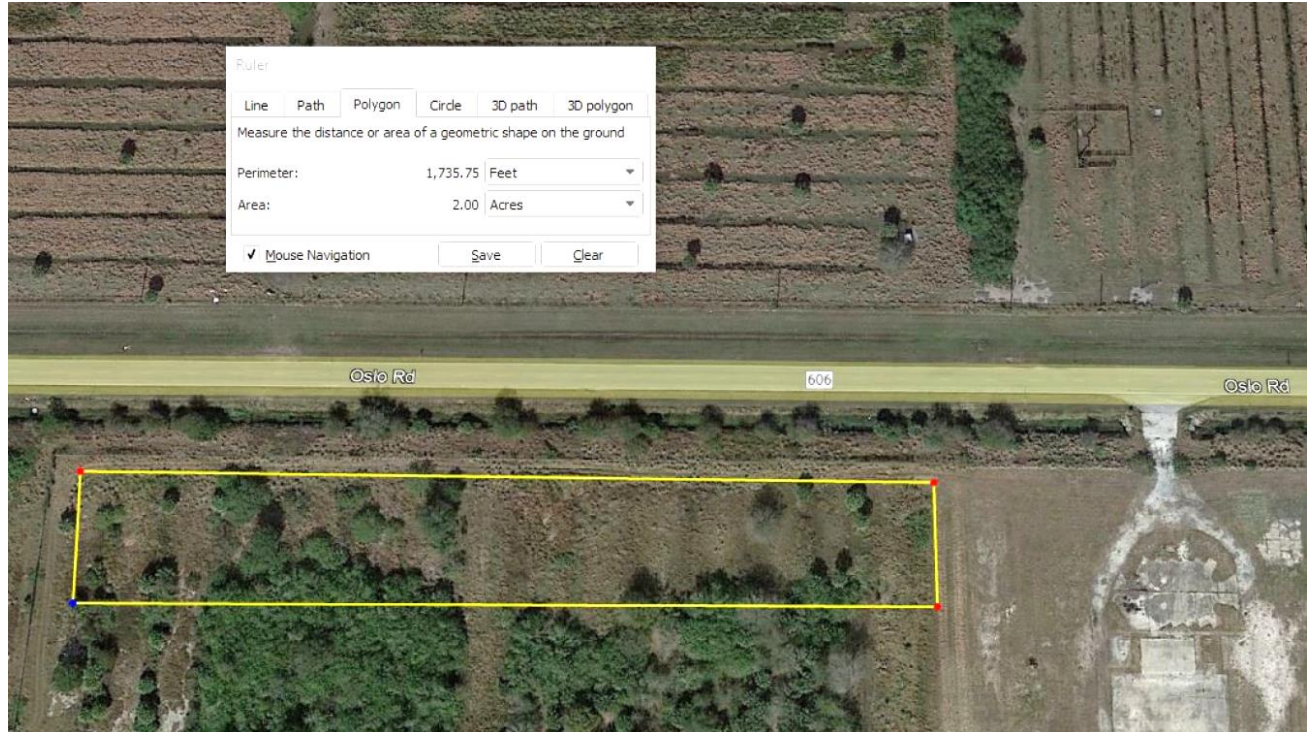 Ruler
Line Path Polygon Circle 3D path 3D polygon
Measure the distance or area of a geometric shape on the ground
Perimeter: 1,735.75 Feet
Area: 2.00 Acres
Mouse Navigation Save Clear
Oslo Rd 606 Oslo Rd